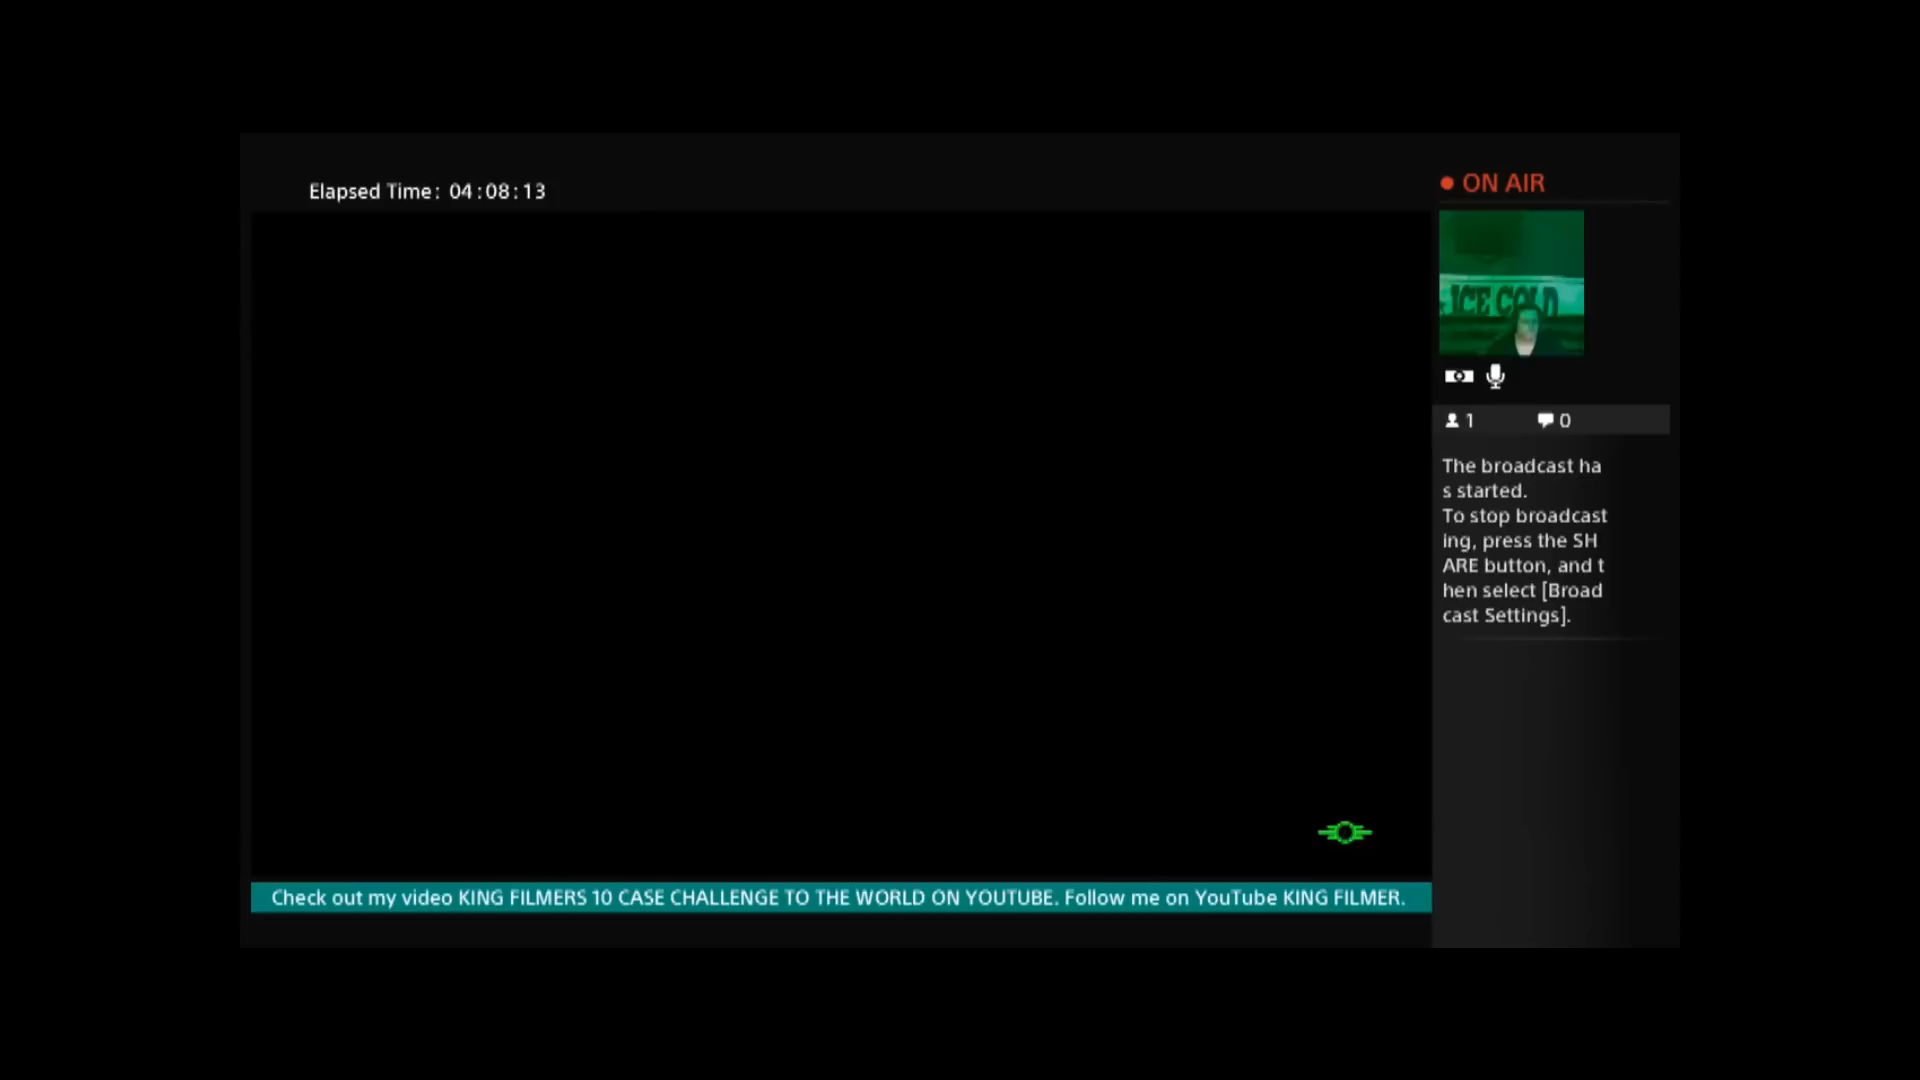 Elapsed Time: 04:08:13
ON AIR
ICE COLD
1
0
The broadcast ha
s started.
To stop broadcast
ing, press the SH
ARE button, and t
hen select [Broad
cast Settings].
Check out my video KING FILMERS 10 CASE CHALLENGE TO THE WORLD ON YOUTUBE. Follow me on YouTube KING FILMER.